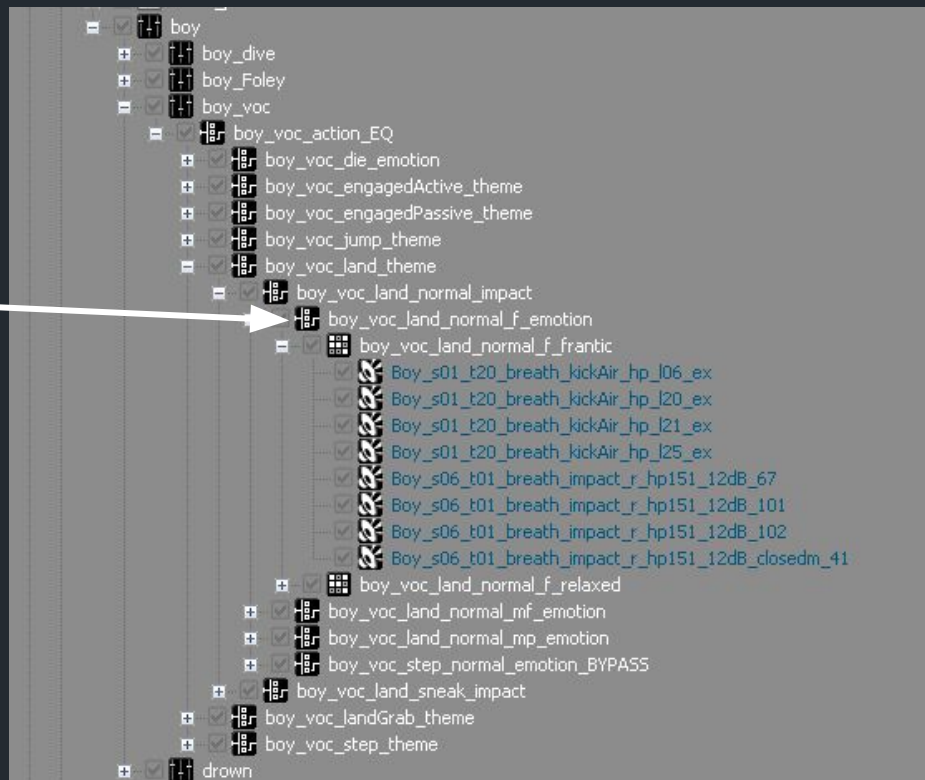 boy
boy_dive
boy_Foley
boy_voc
boy_voc_action_EQ
boy_voc_die_emotion
boy_voc_engagedActive_theme
boy_voc_engagedPassive_theme
boy_voc_jump_theme
boy_voc_land_theme
boy_voc_land_normal_impact
boy_voc_land_normal_f_emotion
boy_voc_land_normal_f_frantic
Boy_s01_t20_breath_kickAir_hp_l06_ex
Boy_s01_t20_breath_kickAir_hp_l20_ex
Boy_s01_t20_breath_kickAir_hp_l21_ex
Boy_s01_t20_breath_kickAir_hp_l25_ex
Boy_s06_t01_breath_impact_r_hp151_12dB_67
Boy_s06_t01_breath_impact_r_hp151_12dB_101
Boy_s06_t01_breath_impact_r_hp151_12dB_102
Boy_s06_t01_breath_impact_r_hp151_12dB_closedm_41
boy_voc_land_normal_f_relaxed
boy_voc_land_normal_mf_emotion
boy_voc_land_normal_mp_emotion
boy_voc_step_normal_emotion_BYPASS
boy_voc_land_sneak_impact
boy_voc_landGrab_theme
boy_voc_step_theme
drown